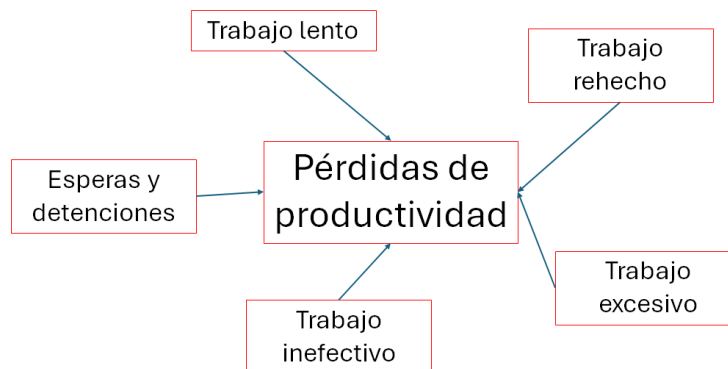 Trabajo lento
Trabajo
rehecho
Pérdidas de
productividad
Esperas y
detenciones
Trabajo
excesivo
Trabajo
inefectivo